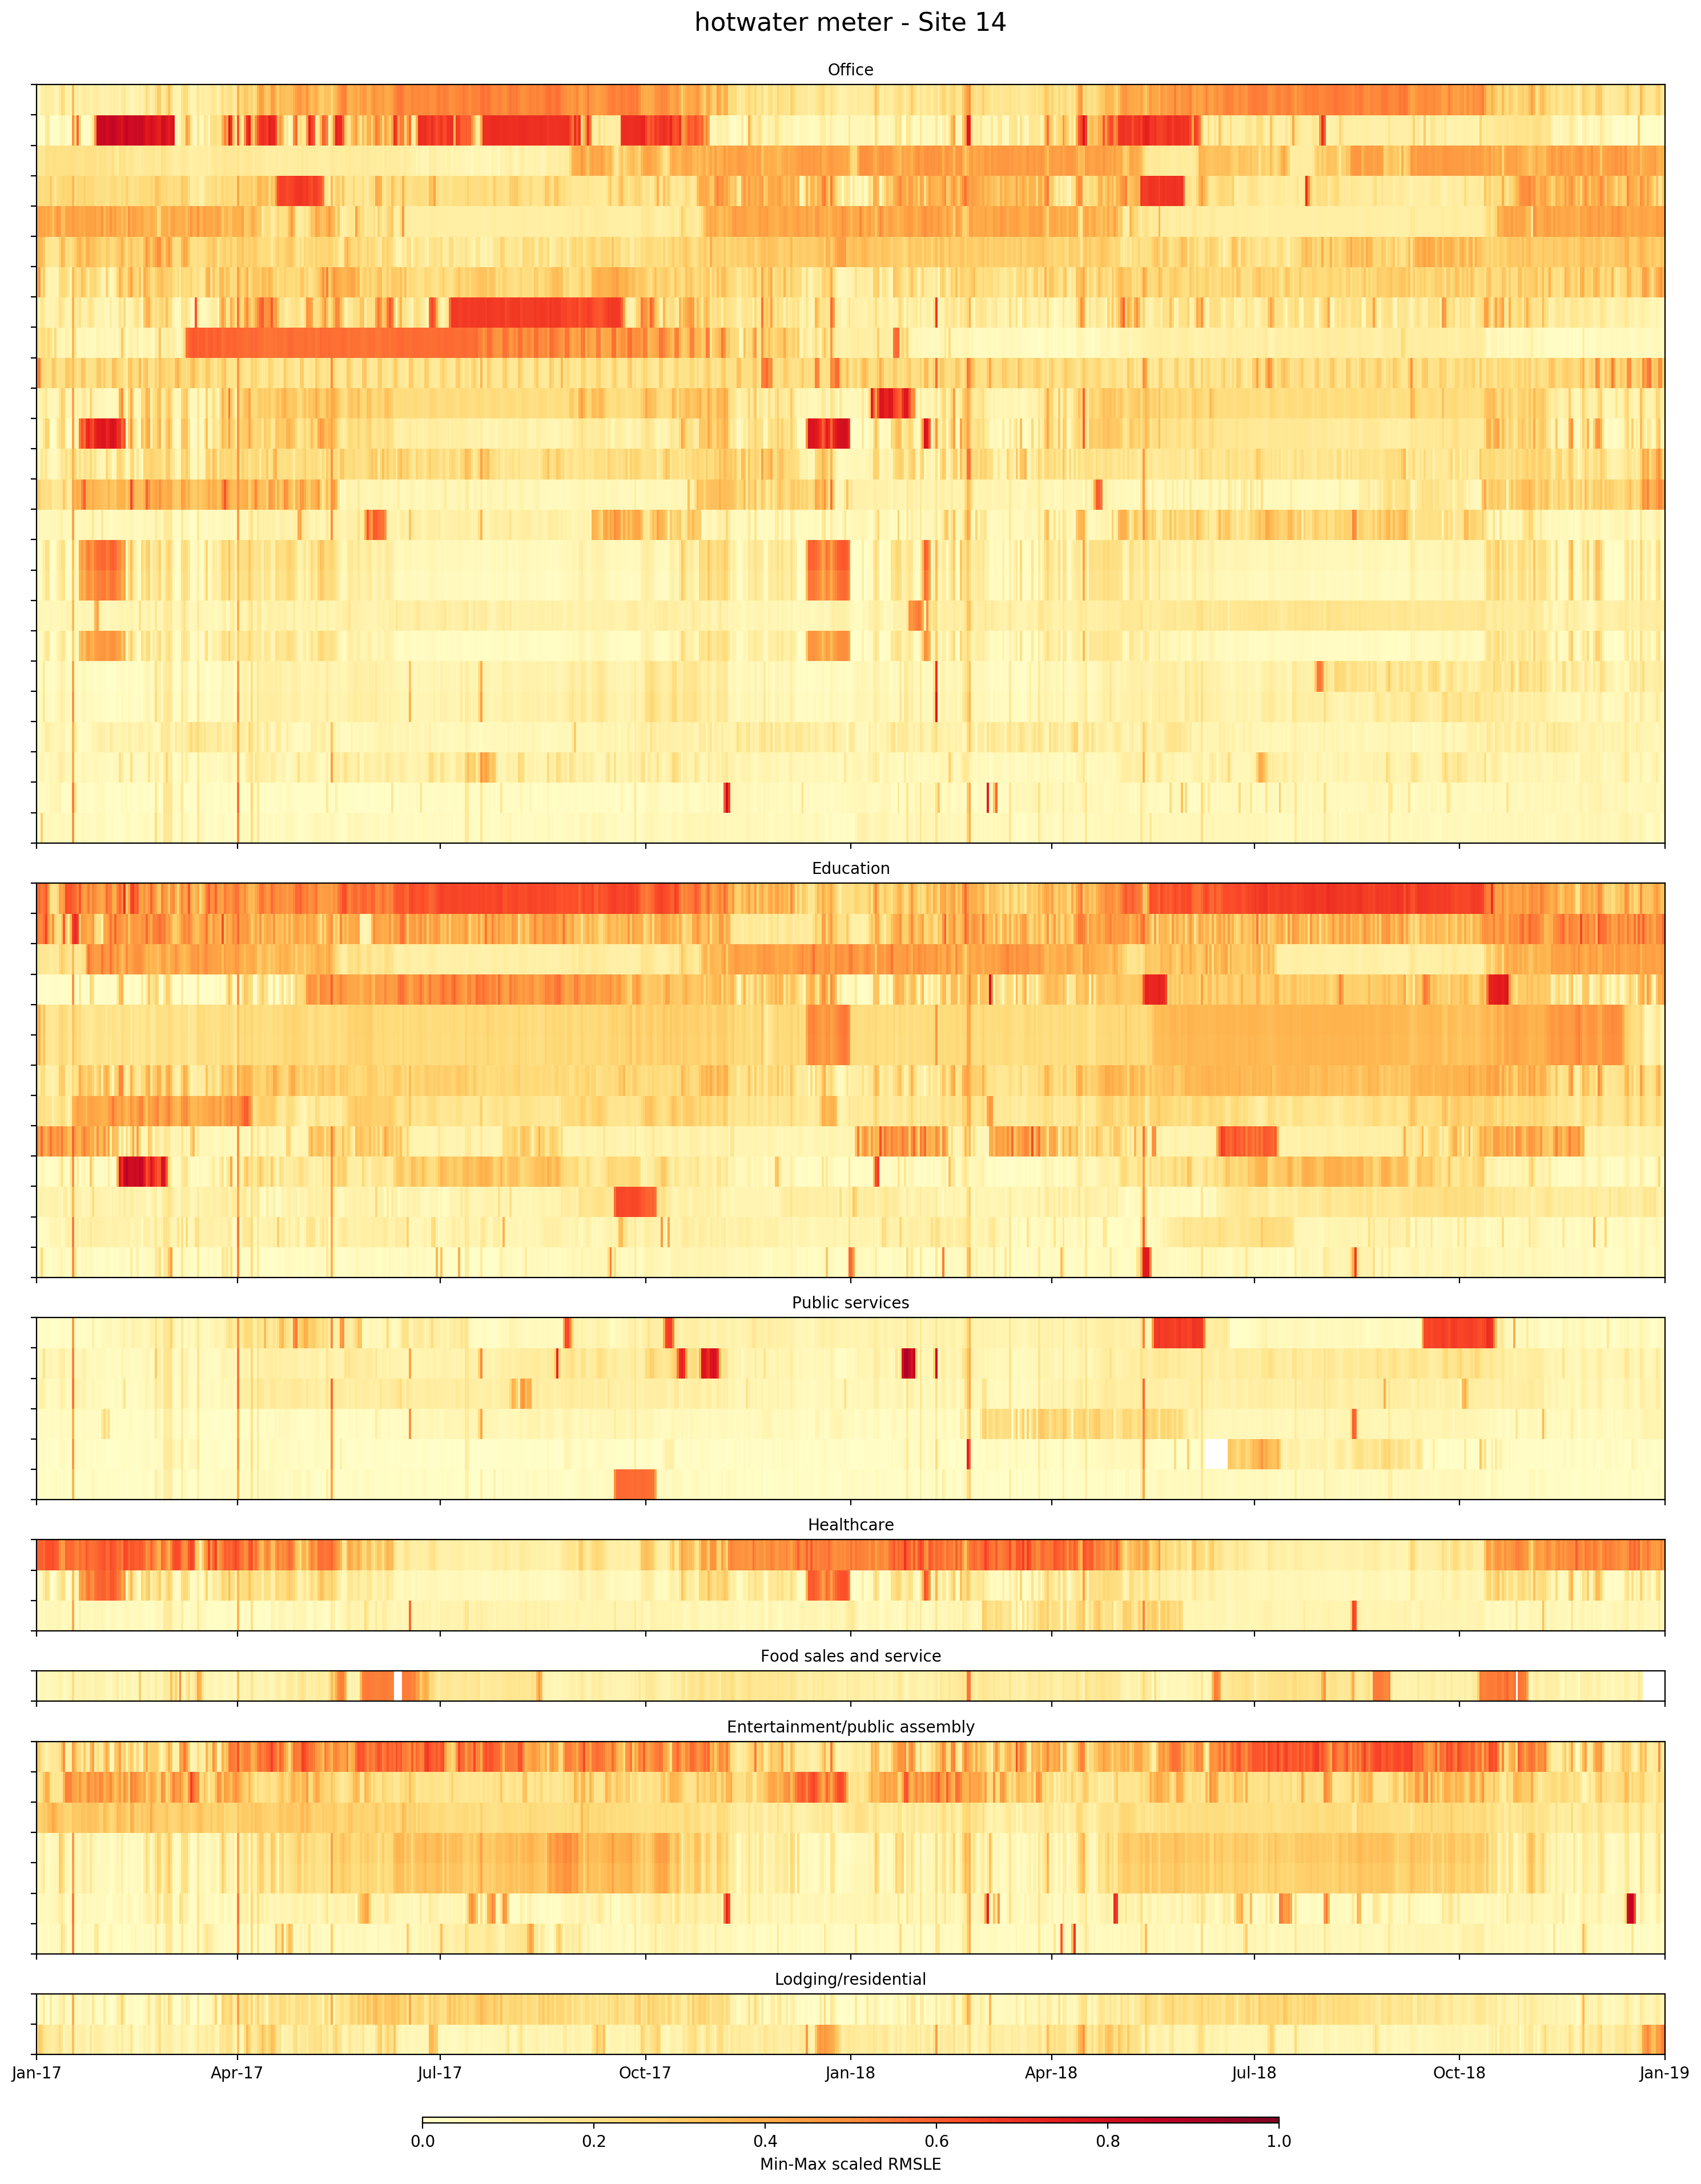 hotwater meter - Site 14
Office
Education
Public services
Healthcare
Food sales and service
Entertainment/public assembly
Lodging/residential
Jan-17 Apr-17 Jul-17 Oct-17 Jan-18 Apr-18 Jul-18 Oct-18 Jan-19
0.0 0.2 0.4 0.6 0.8 1.0
Min-Max scaled RMSLE